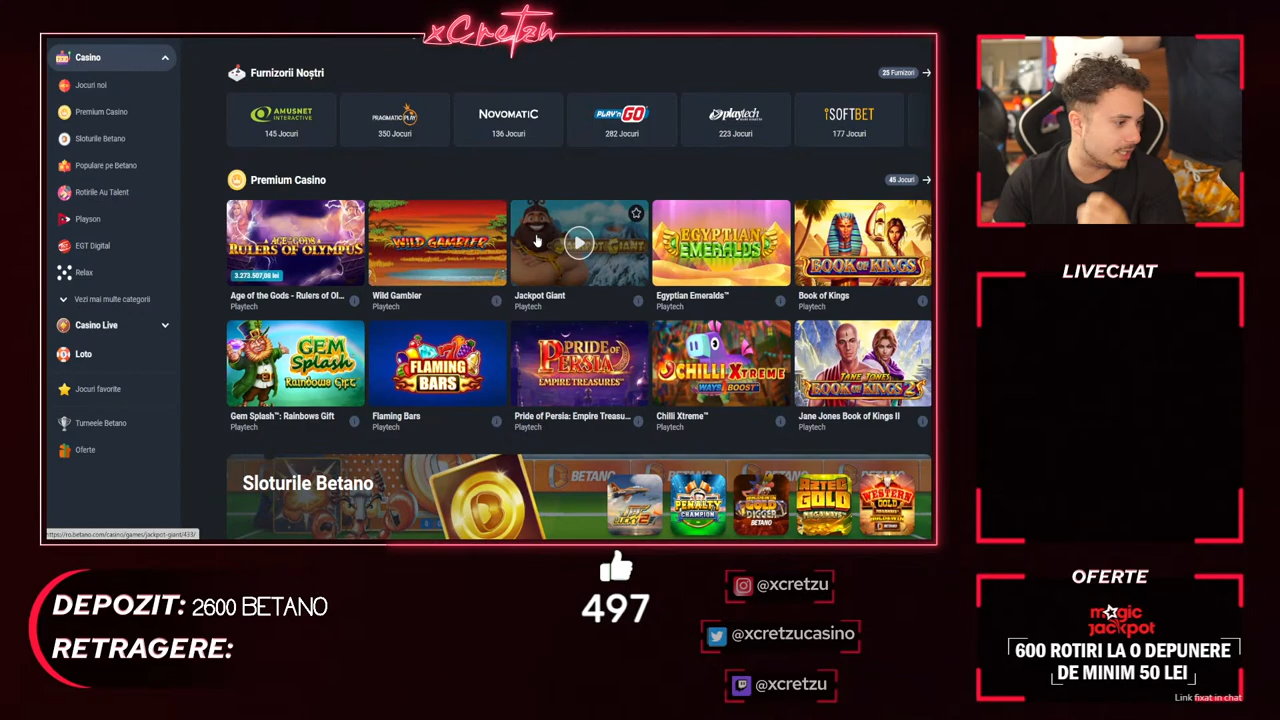 xCretzu
Casino
Jocuri noi
Premium Casino
Sloturile Betano
Populare pe Betano
Rotirile Au Talent
Playson
EGT Digital
Relax
Vezi mai multe categorii
Casino Live
Loto
Jocuri favorite
Turneele Betano
Oferte
https://ro.betano.com/casino/games/jackpot-giant/433/
Furnizorii Noștri
25 Furnizori
AMUSNET
INTERACTIVE
145 Jocuri
PRAGMATIC PLAY
350 Jocuri
NOVOMATIC
136 Jocuri
PLAY'n GO
282 Jocuri
playtech
223 Jocuri
iSOFTBET
177 Jocuri
Premium Casino
45 Jocuri
AGE OF THE GODS
RULERS OF OLYMPUS
3.273.507,08 lei
Age of the Gods - Rulers of Ol...
Playtech
WILD GAMBLER
Wild Gambler
Playtech
JACKPOT GIANT
Jackpot Giant
Playtech
EGYPTIAN
EMERALDS
Egyptian Emeralds™
Playtech
BOOK OF KINGS
Book of Kings
Playtech
GEM
SPLASH
RAINBOWS GIFT
Gem Splash™: Rainbows Gift
Playtech
FLAMING
BARS
Flaming Bars
Playtech
PRIDE OF
PERSIA
EMPIRE TREASURES™
Pride of Persia: Empire Treasu...
Playtech
CHILLI XTREME
WAYS BOOST
Chilli Xtreme™
Playtech
JANE JONES
BOOK OF KINGS 2
Jane Jones Book of Kings II
Playtech
Sloturile Betano
BETANO
PENALTY
CHAMPION
GOLD
DIGGER
BETANO
AZTEC
GOLD
MEGAWAYS
WESTERN
GOLD
LIVECHAT
DEPOZIT: 2600 BETANO
RETRAGERE:
497
@xcretzu
@xcretzucasino
@xcretzu
OFERTE
magic
jackpot
600 ROTIRI LA O DEPUNERE
DE MINIM 50 LEI
Link fixat in chat